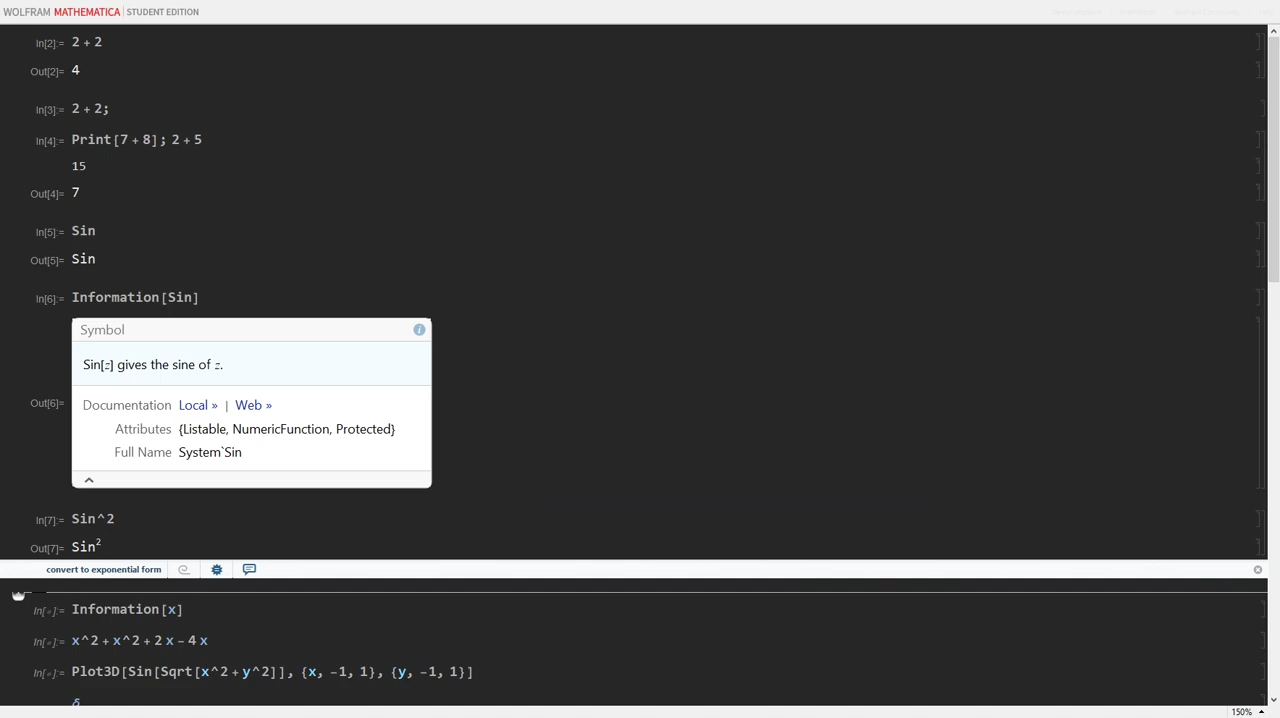 WOLFRAM MATHEMATICA | STUDENT EDITION
In[2]:= 2 + 2
Out[2]= 4
In[3]:= 2 + 2;
In[4]:= Print[7 + 8]; 2 + 5
15
Out[4]= 7
In[5]:= Sin
Out[5]= Sin
In[6]:= Information[Sin]
Symbol
Sin[z] gives the sine of z.
Out[6]=
Documentation Local » | Web »
Attributes {Listable, NumericFunction, Protected}
Full Name System`Sin
In[7]:= Sin^2
Out[7]= Sin²
convert to exponential form
In[∘]:= Information[x]
In[∘]:= x^2 + x^2 + 2 x - 4 x
In[∘]:= Plot3D[Sin[Sqrt[x^2 + y^2]], {x, -1, 1}, {y, -1, 1}]
150%